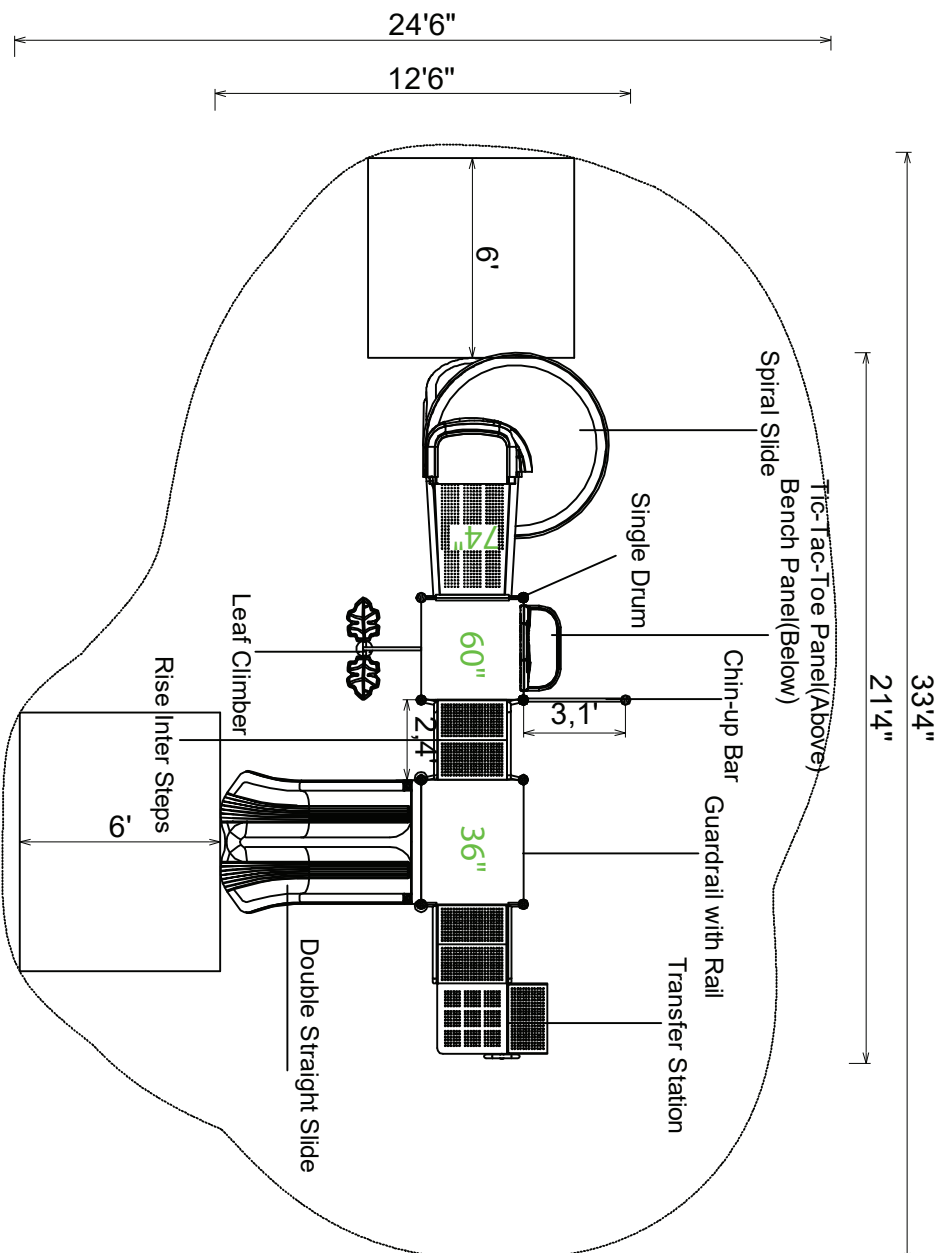 24'6"
12'6"
33'4"
21'4"
6'
Spiral Slide
Tic-Tac-Toe Panel(Above)
Bench Panel(Below)
Single Drum
74"
60"
Leaf Climber
Chin-up Bar
3,1'
2,4'
Rise Inter Steps
Guardrail with Rail
36"
6'
Double Straight Slide
Transfer Station